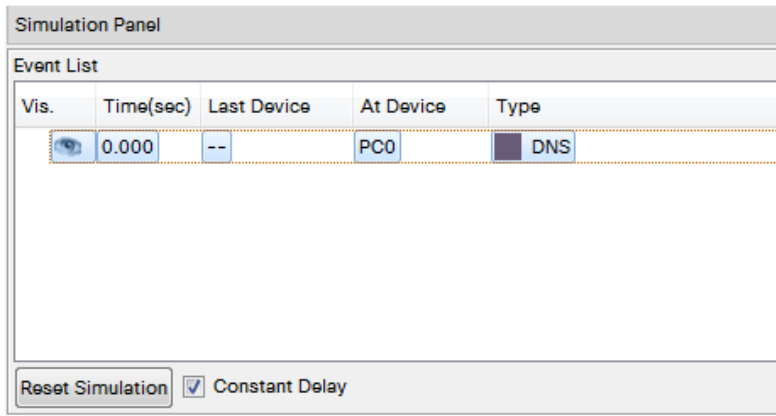 Simulation Panel
Event List
Vis. Time(sec) Last Device At Device Type
0.000 -- PC0 DNS
Reset Simulation Constant Delay